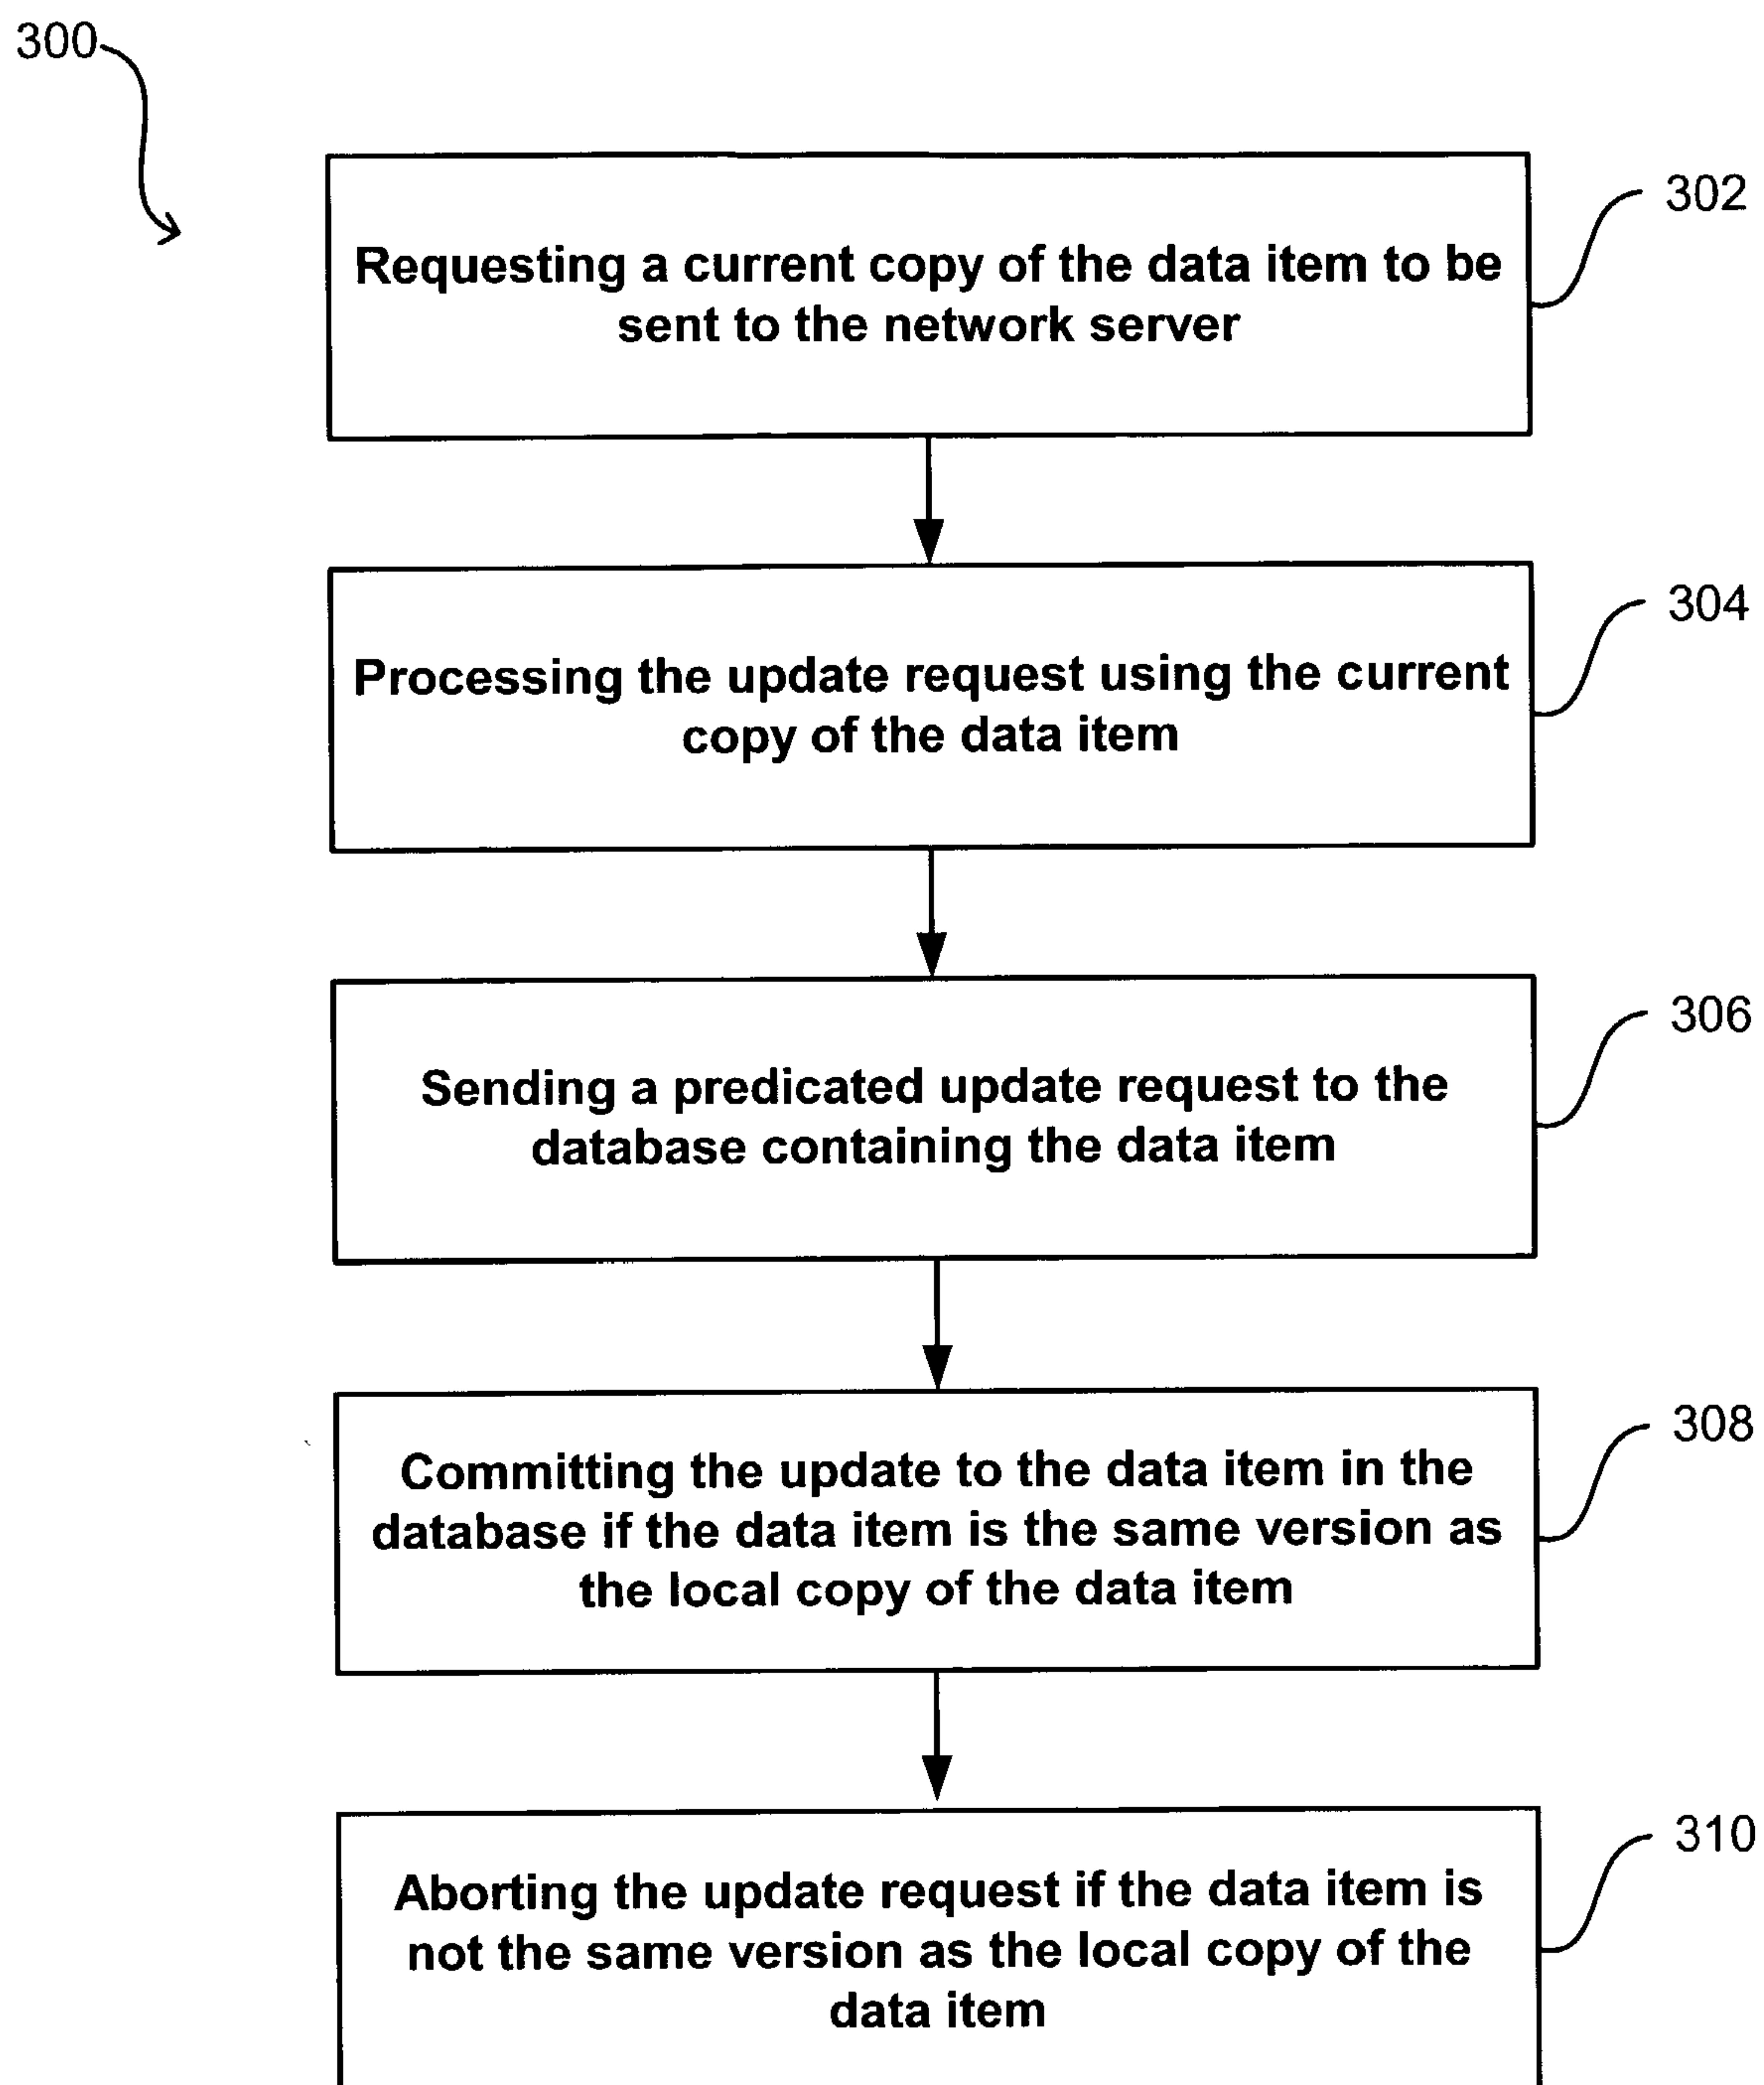 300
302
Requesting a current copy of the data item to be
sent to the network server
304
Processing the update request using the current
copy of the data item
306
Sending a predicated update request to the
database containing the data item
308
Committing the update to the data item in the
database if the data item is the same version as
the local copy of the data item
310
Aborting the update request if the data item is
not the same version as the local copy of the
data item